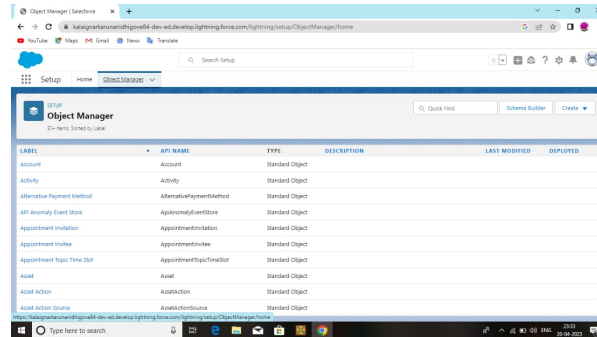 Object Manager | Salesforce
kalaignarkarunanidhigove84-dev-ed.develop.lightning.force.com/lightning/setup/ObjectManager/home
YouTube Maps Gmail News Translate
Search Setup
Setup Home Object Manager
SETUP
Object Manager
51+ Items, Sorted by Label
Quick Find Schema Builder Create
LABEL API NAME TYPE DESCRIPTION LAST MODIFIED DEPLOYED
Account Account Standard Object
Activity Activity Standard Object
Alternative Payment Method AlternativePaymentMethod Standard Object
API Anomaly Event Store ApiAnomalyEventStore Standard Object
Appointment Invitation AppointmentInvitation Standard Object
Appointment Invitee AppointmentInvitee Standard Object
Appointment Topic Time Slot AppointmentTopicTimeSlot Standard Object
Asset Asset Standard Object
Asset Action AssetAction Standard Object
Asset Action Source AssetActionSource Standard Object
https://kalaignarkarunanidhigove84-dev-ed.develop.lightning.force.com/lightning/setup/ObjectManager/home
Type here to search
ENG
23:33
20-04-2023